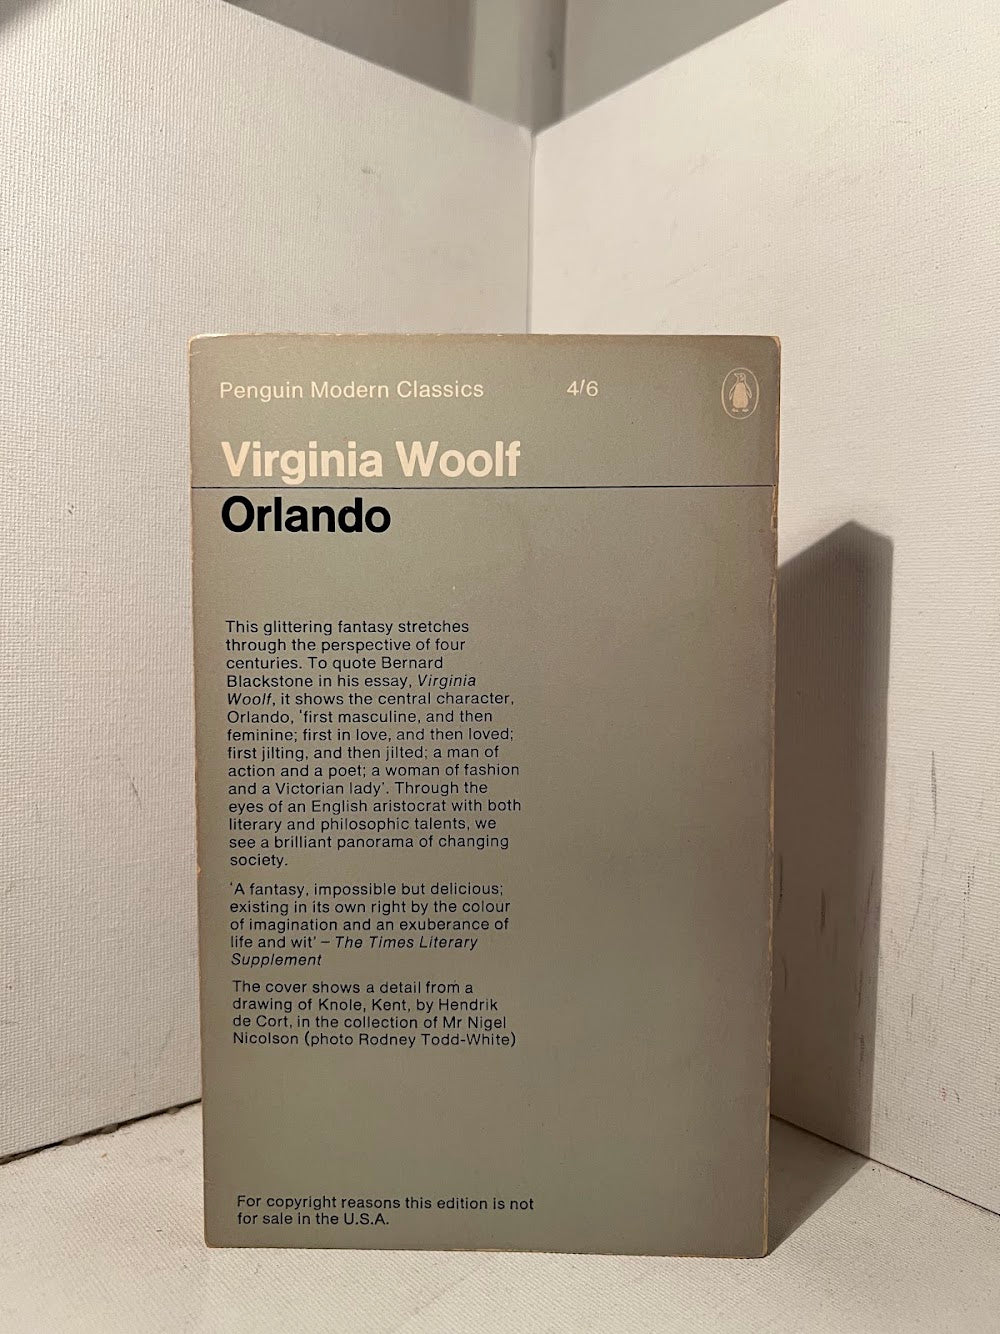 Penguin Modern Classics 4/6
Virginia Woolf
Orlando
This glittering fantasy stretches
through the perspective of four
centuries. To quote Bernard
Blackstone in his essay, Virginia
Woolf, it shows the central character,
Orlando, 'first masculine, and then
feminine; first in love, and then loved;
first jilting, and then jilted; a man of
action and a poet; a woman of fashion
and a Victorian lady'. Through the
eyes of an English aristocrat with both
literary and philosophic talents, we
see a brilliant panorama of changing
society.
'A fantasy, impossible but delicious;
existing in its own right by the colour
of imagination and an exuberance of
life and wit' – The Times Literary
Supplement
The cover shows a detail from a
drawing of Knole, Kent, by Hendrik
de Cort, in the collection of Mr Nigel
Nicolson (photo Rodney Todd-White)
For copyright reasons this edition is not
for sale in the U.S.A.